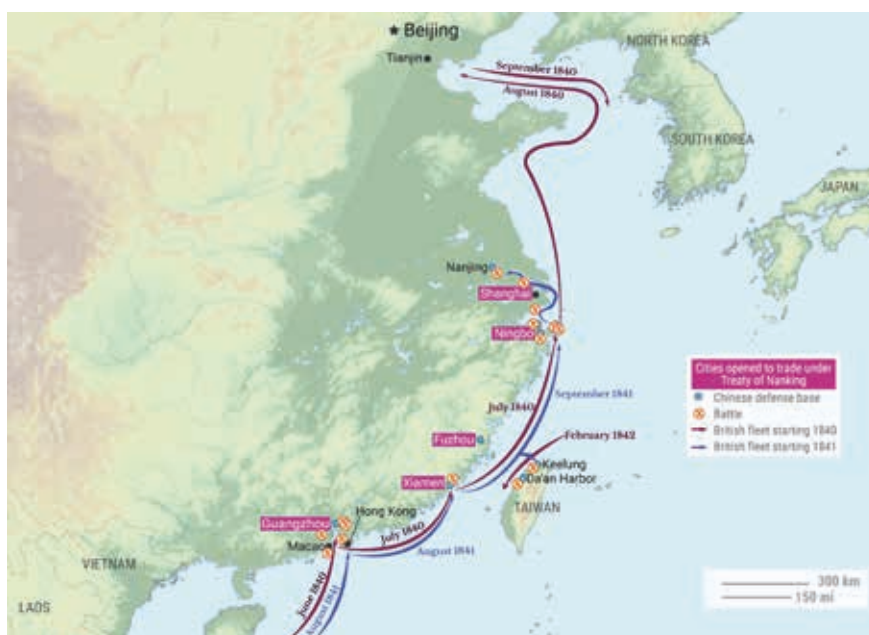 Beijing
Tianjin
September 1840
August 1840
NORTH KOREA
SOUTH KOREA
JAPAN
Nanjing
Shanghai
Ningbo
July 1840
September 1841
Cities opened to trade under
Treaty of Nanking
Chinese defense base
Battle
British fleet starting 1840
British fleet starting 1841
Fuzhou
February 1842
Keelung
Da'an Harbor
TAIWAN
Xiamen
Hong Kong
Guangzhou
Macao
July 1840
August 1841
June 1840
August 1841
VIETNAM
LAOS
300 km
150 mi